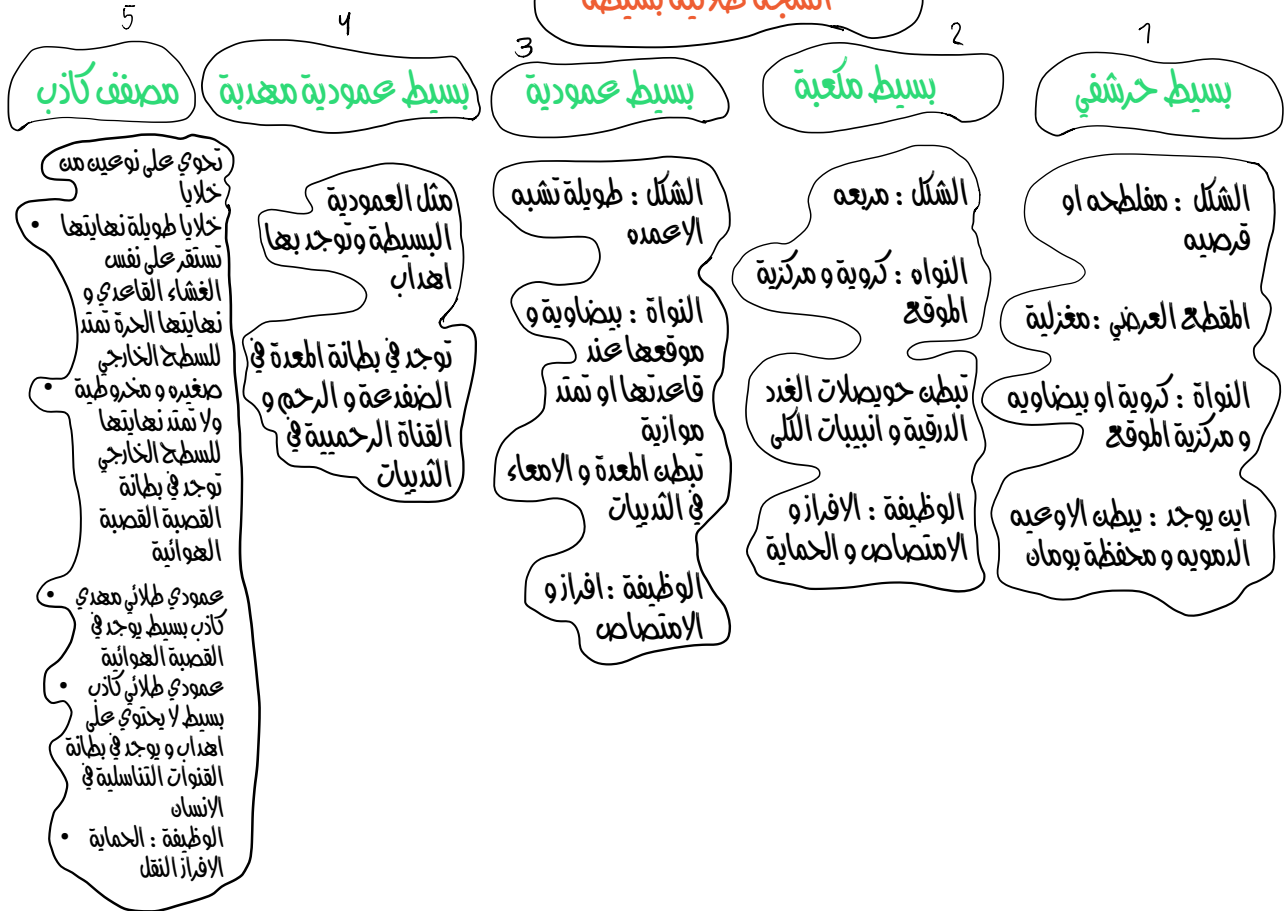 انسجة طلائية بسيطة
1
بسيط حرشفي
الشكل : مفلطحه او
قرصيه
المقطع العرضي :مغزلية
النواة : كروية او بيضاويه
و مركزية الموقع
اين يوجد : يبطن الاوعيه
الدمويه و محفظة بومان
2
بسيط مكعبة
الشكل : مربعه
النواه : كروية و مركزية
الموقع
تبطن حويصلات الغدد
الدرقية و انبيبات الكلى
الوظيفة : الافراز و
الامتصاص و الحماية
3
بسيط عمودية
الشكل : طويلة تشبه
الاعمده
النواة : بيضاوية و
موقعها عند
قاعدتها او تمتد
موازية
تبطن المعدة و الامعاء
في الثدييات
الوظيفة : افراز و
الامتصاص
4
بسيط عمودية مهدبة
مثل العمودية
البسيطة وتوجد بها
اهداب
توجد في بطانة المعدة في
الضفدعة و الرحم و
القناة الرحمية في
الثدييات
5
مصفف كاذب
تحوي على نوعين من
خلايا
• خلايا طويلة نهايتها
تستقر على نفس
الغشاء القاعدي و
نهايتها الحرة تمتد
للسطح الخارجي
• صغيره و مخروطية
ولا تمتد نهايتها
للسطح الخارجي
توجد في بطانة
القصبة القصبة
الهوائية
• عمودي طلائي مهدي
كاذب بسيط يوجد في
القصبة الهوائية
• عمودي طلائي كاذب
بسيط لا يحتوي على
اهداب و يوجد في بطانة
القنوات التناسلية في
الانسان
• الوظيفة : الحماية
الافراز النقل